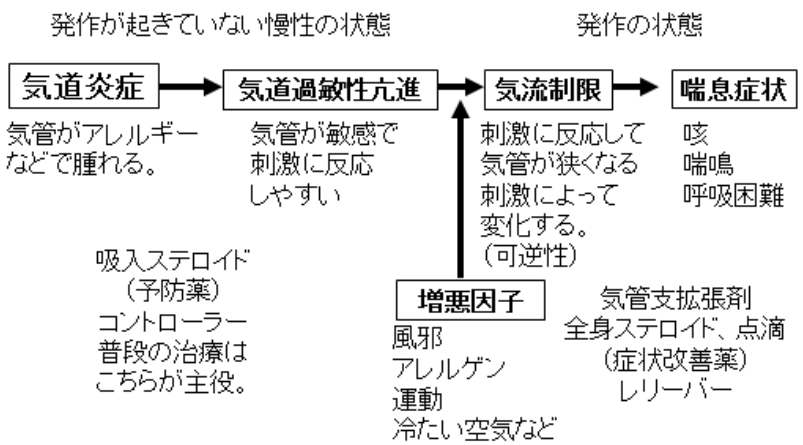 発作が起きていない慢性の状態
発作の状態
気道炎症
気道過敏性亢進
気流制限
喘息症状
気管がアレルギー
などで腫れる。
気管が敏感で
刺激に反応
しやすい
刺激に反応して
気管が狭くなる
刺激によって
変化する。
(可逆性)
咳
喘鳴
呼吸困難
吸入ステロイド
(予防薬)
コントローラー
普段の治療は
こちらが主役。
増悪因子
風邪
アレルゲン
運動
冷たい空気など
気管支拡張剤
全身ステロイド、点滴
(症状改善薬)
レリーバー